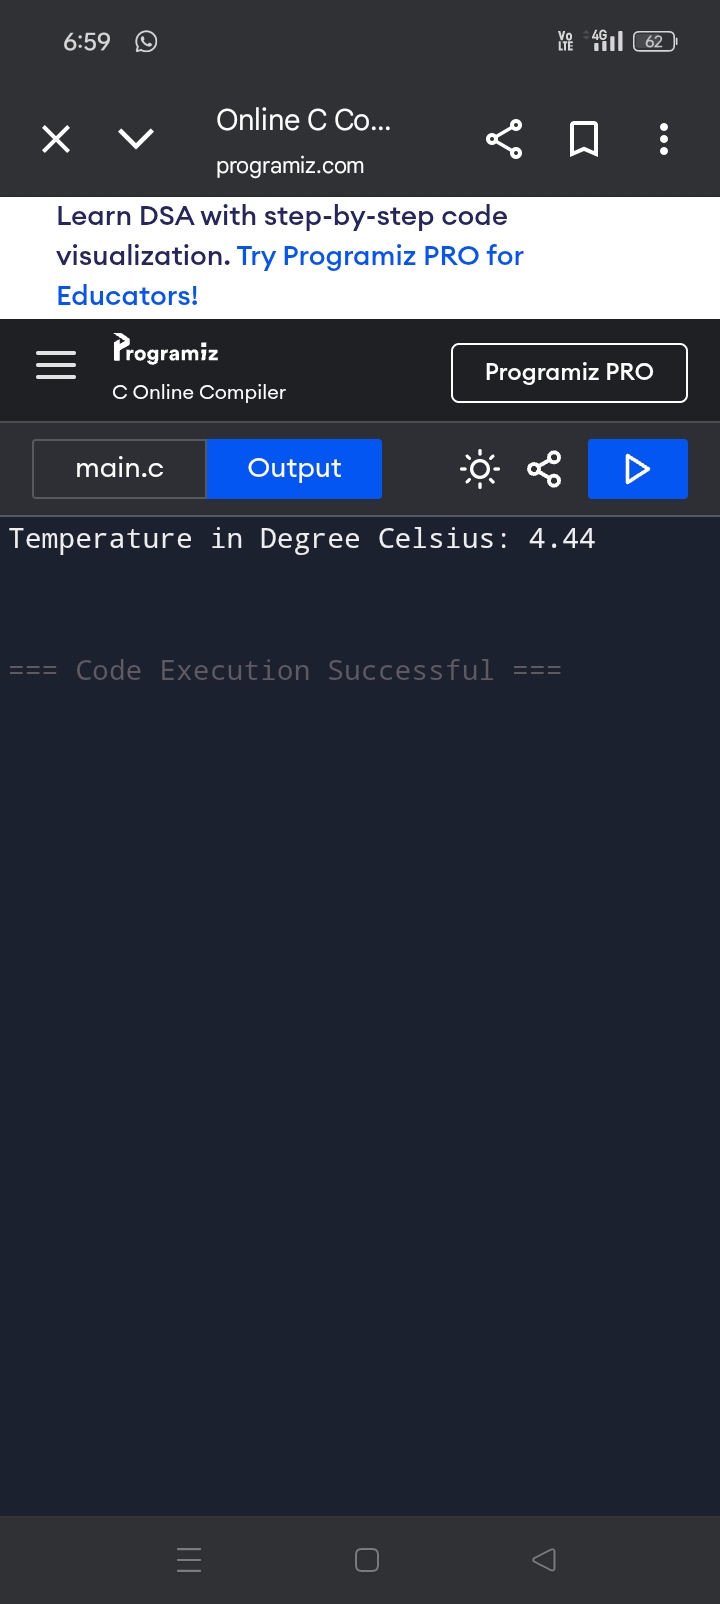 6:59
Vo LTE 4G 62
Online C Co...
programiz.com
Learn DSA with step-by-step code
visualization. Try Programiz PRO for
Educators!
Programiz
C Online Compiler
Programiz PRO
main.c
Output
Temperature in Degree Celsius: 4.44
=== Code Execution Successful ===